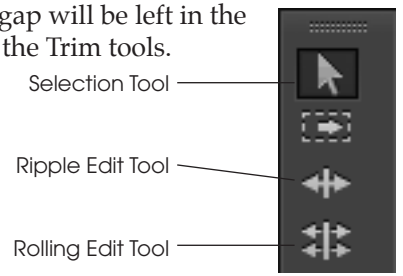 gap will be left in the
the Trim tools.
Selection Tool
Ripple Edit Tool
Rolling Edit Tool